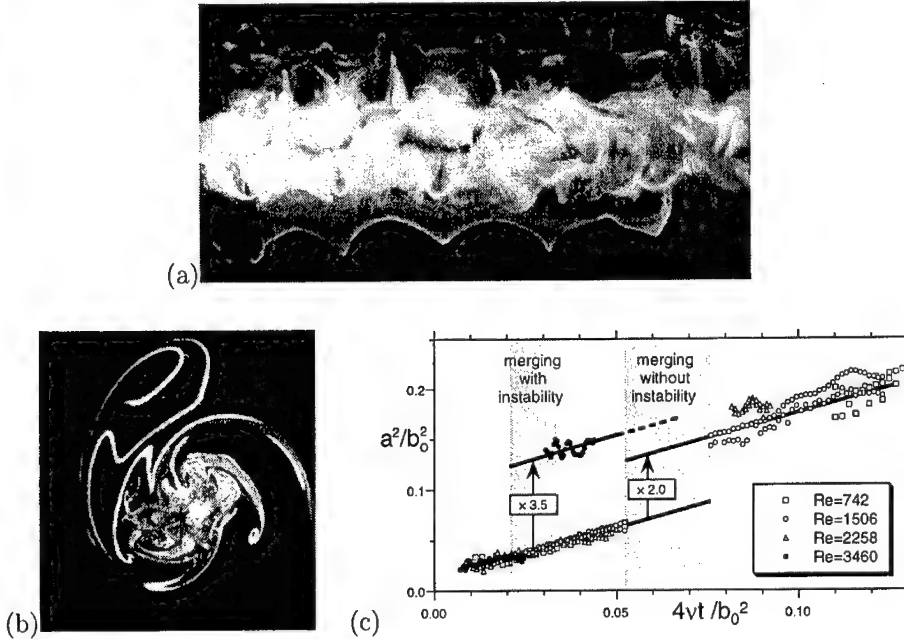 (a)
(b)
(c)
a²/b₀²
0.2
0.1
0.0
merging
with
instability
merging
without
instability
× 3.5
× 2.0
Re=742
Re=1506
Re=2258
Re=3460
0.00
0.05
0.10
4νt /b₀²